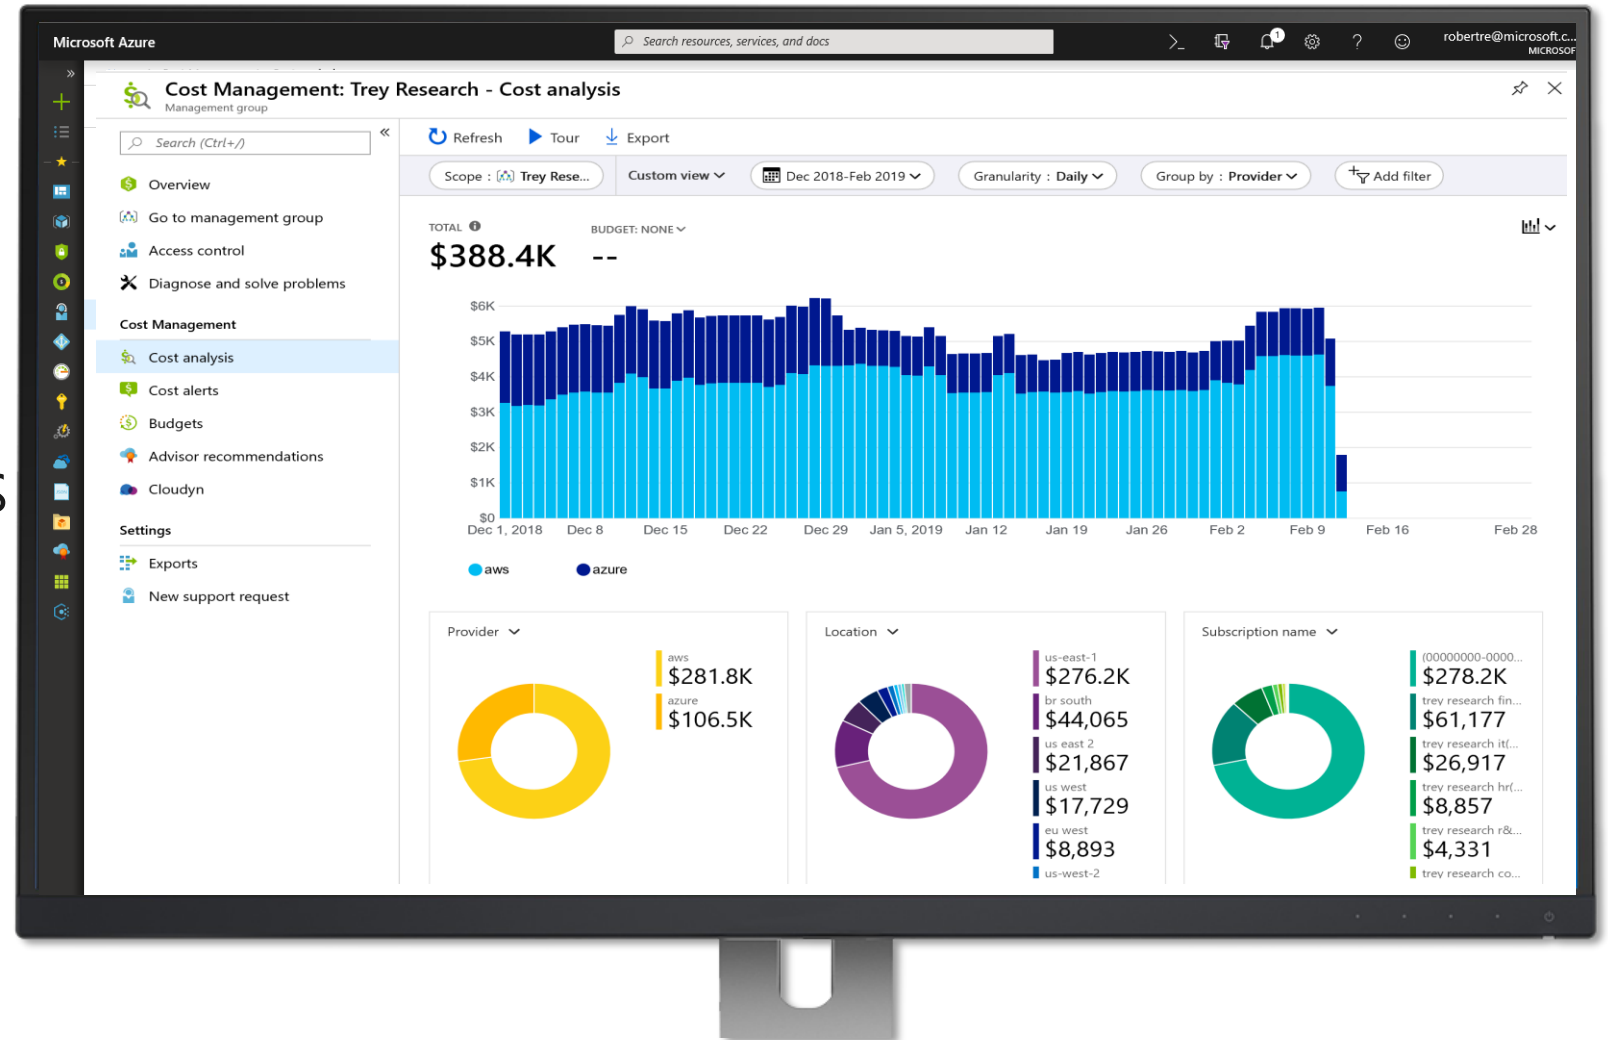 Microsoft Azure
Search resources, services, and docs
1
robertre@microsoft.c...
MICROSOF
Cost Management: Trey Research - Cost analysis
Management group
Search (Ctrl+/)
Overview
Go to management group
Access control
Diagnose and solve problems
Cost Management
Cost analysis
Cost alerts
Budgets
Advisor recommendations
Cloudyn
Settings
Exports
New support request
Refresh Tour Export
Scope : Trey Rese... Custom view Dec 2018-Feb 2019 Granularity : Daily Group by : Provider Add filter
TOTAL BUDGET: NONE
$388.4K --
$6K
$5K
$4K
$3K
$2K
$1K
$0
Dec 1, 2018 Dec 8 Dec 15 Dec 22 Dec 29 Jan 5, 2019 Jan 12 Jan 19 Jan 26 Feb 2 Feb 9 Feb 16 Feb 28
aws azure
Provider
aws
$281.8K
azure
$106.5K
Location
us-east-1
$276.2K
br south
$44,065
us east 2
$21,867
us west
$17,729
eu west
$8,893
us-west-2
Subscription name
(00000000-0000...
$278.2K
trey research fin...
$61,177
trey research it(...
$26,917
trey research hr(...
$8,857
trey research r&...
$4,331
trey research co...
S